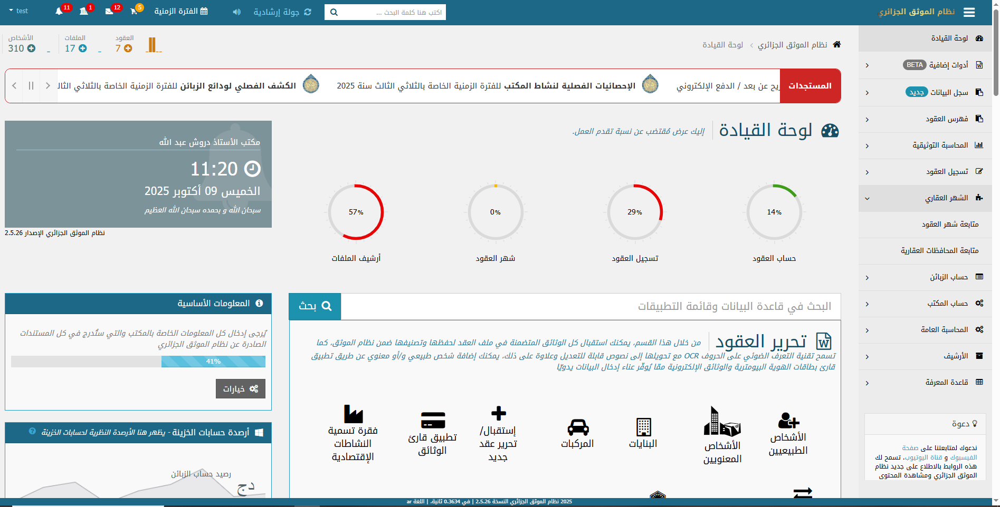 نظام الموثق الجزائري
اكتب هنا كلمة البحث ...
جولة إرشادية
الفترة الزمنية
5
12
1
11
test
لوحة القيادة
أدوات إضافية BETA
سجل البيانات جديد
فهرس العقود
المحاسبة التوثيقية
تسجيل العقود
الشهر العقاري
متابعة شهر العقود
متابعة المحافظات العقارية
حساب الزبائن
حساب المكتب
المحاسبة العامة
الأرشيف
قاعدة المعرفة
دعوة
ندعوك لمتابعتنا على صفحة
الفيسبوك و قناة اليوتيوب. تسمح لك
هذه الروابط بالاطلاع على جديد نظام
الموثق الجزائري ومشاهدة المحتوى
نظام الموثق الجزائري
لوحة القيادة
العقود
7
الملفات
17
الأشخاص
310
المستجدات
ريح عن بعد / الدفع الإلكتروني
الإحصائيات الفصلية لنشاط المكتب للفترة الزمنية الخاصة بالثلاثي الثالث سنة 2025
الكشف الفصلي لودائع الزبائن للفترة الزمنية الخاصة بالثلاثي الثال
لوحة القيادة
إليك عرض مُقتضب عن نسبة تقدم العمل.
14%
حساب العقود
29%
تسجيل العقود
0%
شهر العقود
57%
أرشيف الملفات
مكتب الأستاذ دروش عبد الله
11:20
الخميس 09 أكتوبر 2025
سبحان الله و بحمده سبحان الله العظيم
نظام الموثق الجزائري الإصدار 2.5.26
البحث في قاعدة البيانات وقائمة التطبيقات
بحث
تحرير العقود
من خلال هذا القسم، يمكنك استقبال كل الوثائق المتضمنة في ملف العقد لحفظها وتصنيفها ضمن نظام الموثق، كما
تسمح تقنية التعرف الضوئي على الحروف OCR مع تحويلها إلى نصوص قابلة للتعديل وعلاوة على ذلك، يمكنك إضافة شخص طبيعي و/أو معنوي عن طريق تطبيق
قارئ بطاقات الهوية البيومترية والوثائق الإلكترونية ممّا يُوفّر عناء إدخال البيانات يدويّا
الأشخاص
الطبيعيين
الأشخاص
المعنويين
البنايات
المركبات
إستقبال/
تحرير عقد
جديد
تطبيق قارئ
الوثائق
فقرة تسمية
النشاطات
الإقتصادية
المعلومات الأساسية
يُرجى إدخال كل المعلومات الخاصة بالمكتب والتي ستُدرج في كل المستندات
الصادرة عن نظام الموثق الجزائري
41%
خيارات
أرصدة حسابات الخزينة - يظهر هنا الأرصدة النظرية لحسابات الخزينة
رصيد حساب الزبائن
دج
2025 نظام الموثق الجزائري النسخة 2.5.26 | في 0.3634 ثانية. | اللغة ar